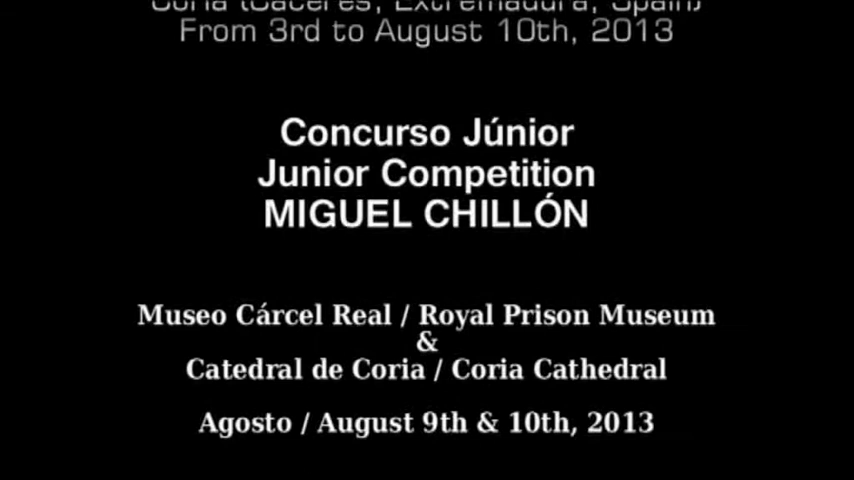 Coria (Cáceres, Extremadura, Spain)
From 3rd to August 10th, 2013
Concurso Júnior
Junior Competition
MIGUEL CHILLÓN
Museo Cárcel Real / Royal Prison Museum
&
Catedral de Coria / Coria Cathedral
Agosto / August 9th & 10th, 2013